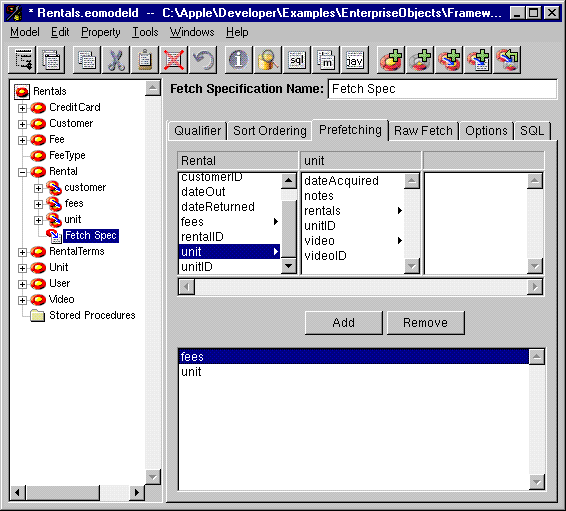 * Rentals.eomodeld -- C:\Apple\Developer\Examples\EnterpriseObjects\Framew...
Model Edit Property Tools Windows Help
sql m jav
Rentals
CreditCard
Customer
Fee
FeeType
Rental
customer
fees
unit
Fetch Spec
RentalTerms
Unit
User
Video
Stored Procedures
Fetch Specification Name: Fetch Spec
Qualifier Sort Ordering Prefetching Raw Fetch Options SQL
Rental
customerID
dateOut
dateReturned
fees
rentalID
unit
unitID
unit
dateAcquired
notes
rentals
unitID
video
videoID
Add Remove
fees
unit